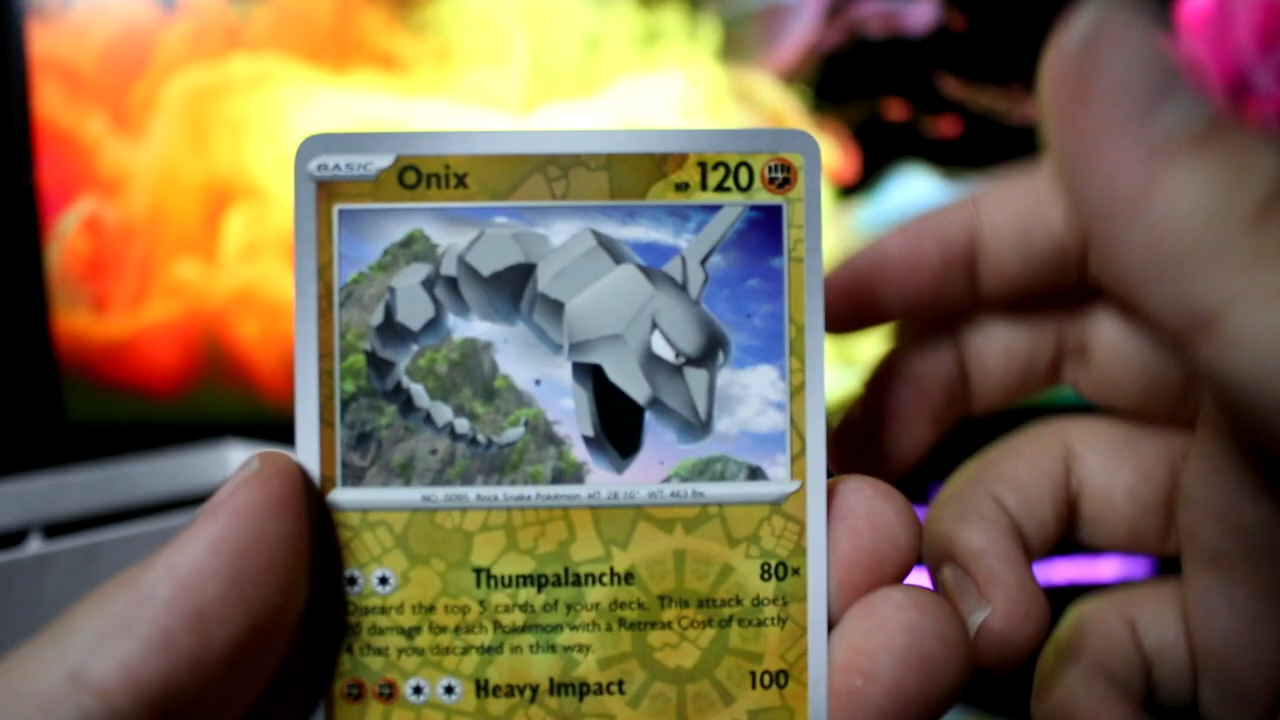 BASIC Onix HP 120
NO. 0095 Rock Snake Pokémon HT: 28'10" WT: 463 lbs.
Thumpalanche 80×
Discard the top 5 cards of your deck. This attack does
damage for each Pokémon with a Retreat Cost of exactly
4 that you discarded in this way.
Heavy Impact 100